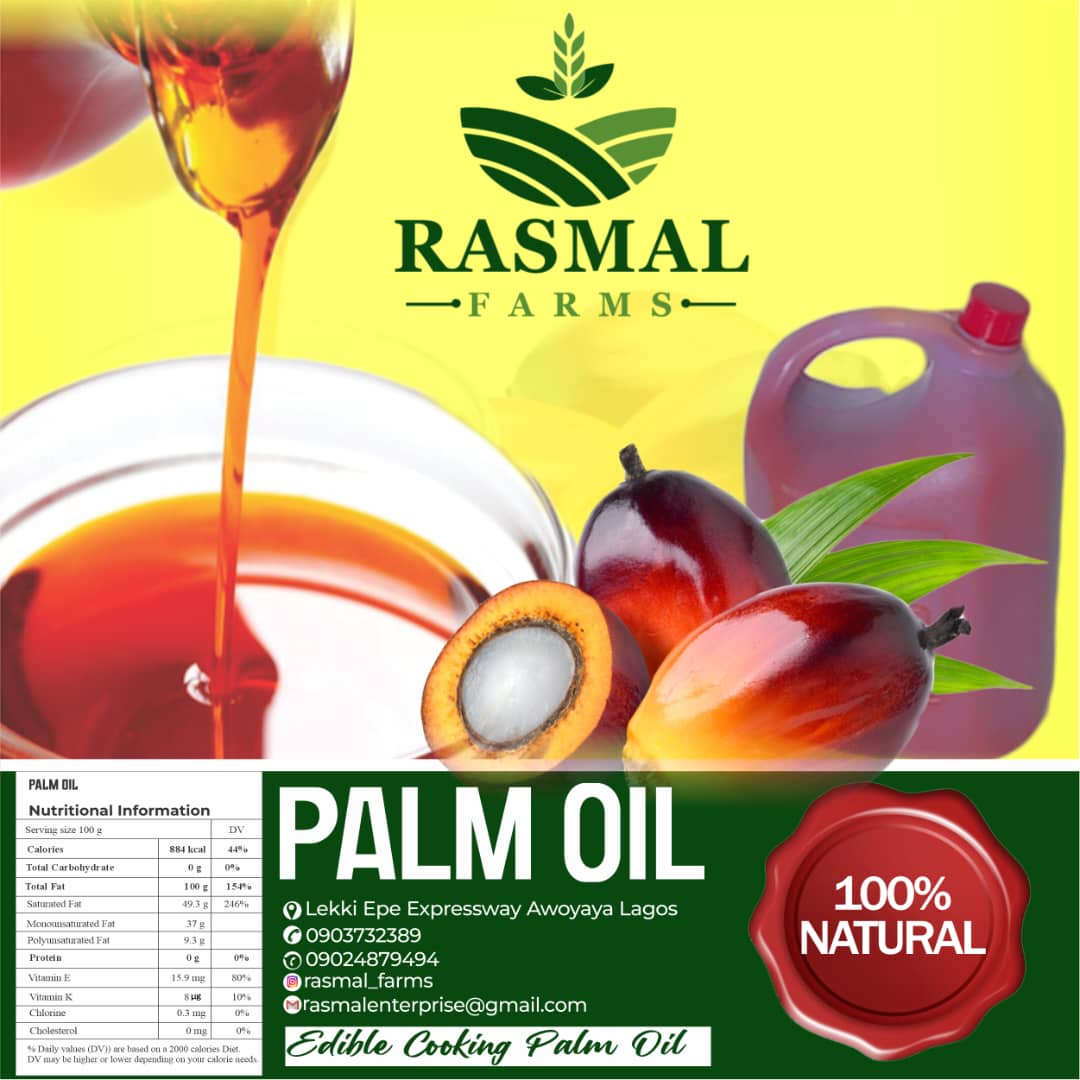 RASMAL
FARMS
PALM OIL
Nutritional Information
Serving size 100 g DV
Calories 884 kcal 44%
Total Carbohydrate 0 g 0%
Total Fat 100 g 154%
Saturated Fat 49.3 g 246%
Monounsaturated Fat 37 g
Polyunsaturated Fat 9.3 g
Protein 0 g 0%
Vitamin E 15.9 mg 80%
Vitamin K 8 µg 10%
Chlorine 0.3 mg 0%
Cholesterol 0 mg 0%
% Daily values (DV)) are based on a 2000 calories Diet.
DV may be higher or lower depending on your calorie needs.
PALM OIL
Lekki Epe Expressway Awoyaya Lagos
0903732389
09024879494
rasmal_farms
rasmalenterprise@gmail.com
Edible Cooking Palm Oil
100%
NATURAL